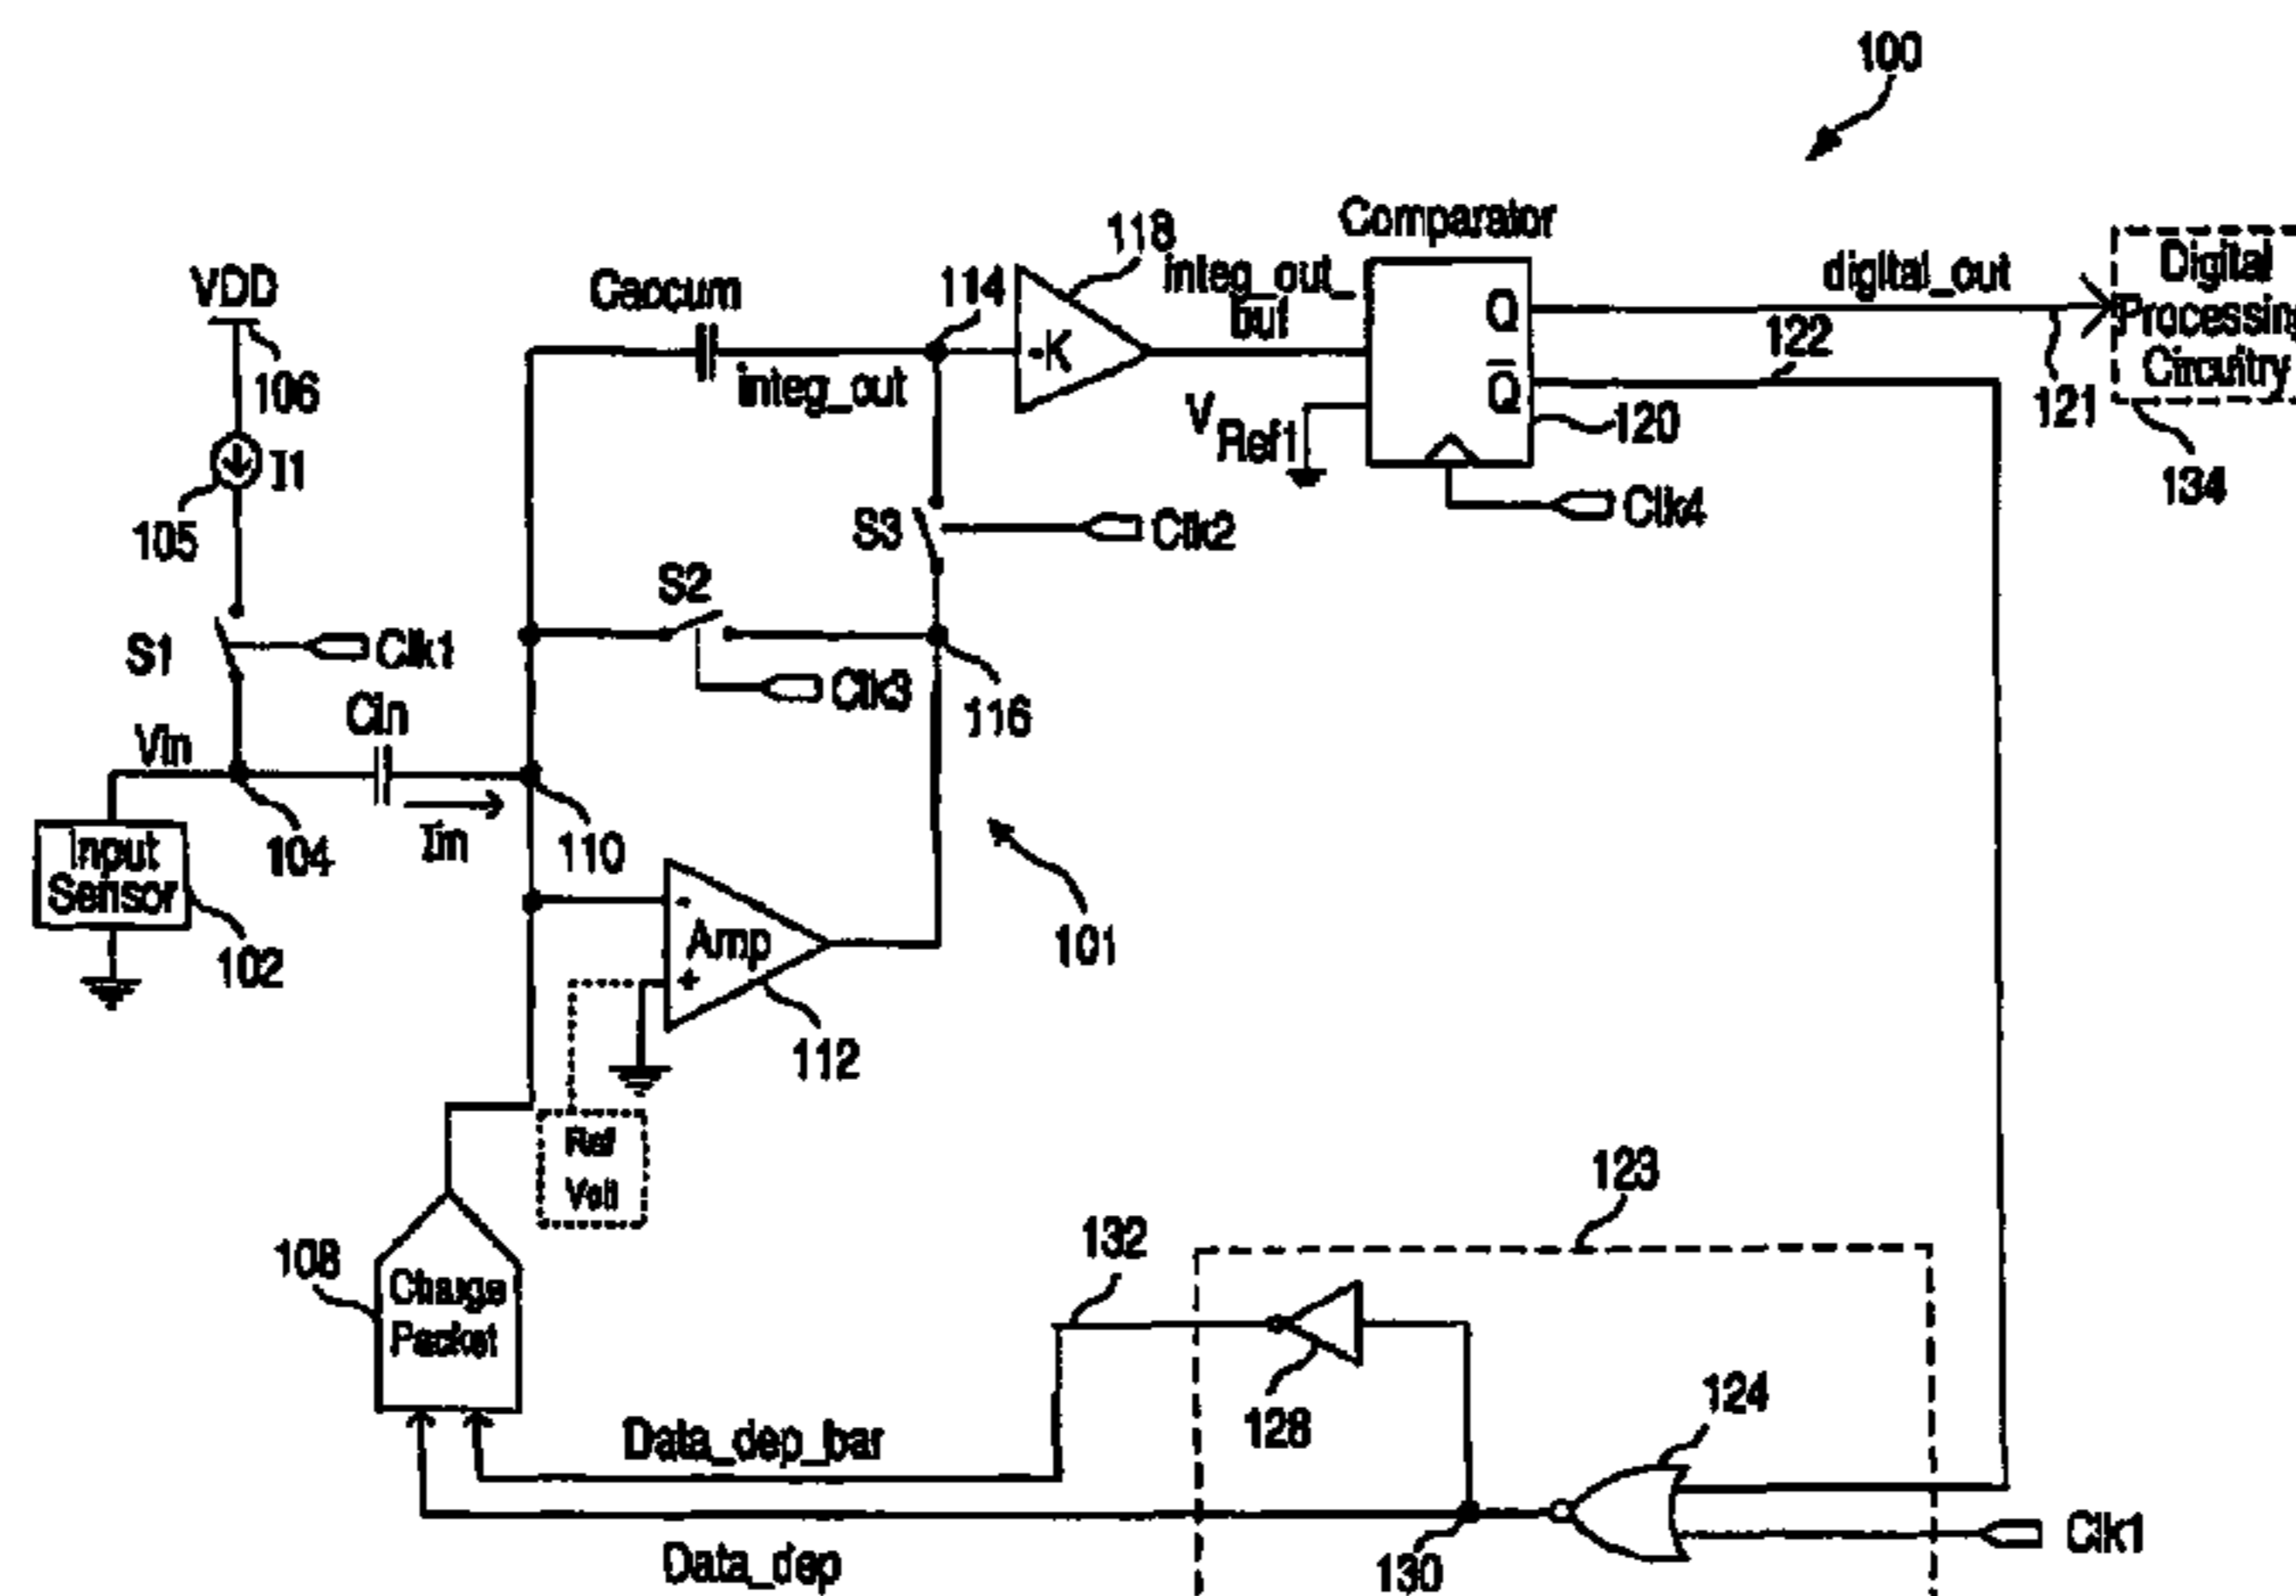 100
Comparator
118
integ_out_
buf
114
Caccum
VDD
digital_out
Digital
Processing
Circuitry
-K
Q
122
106
integ_out
V
Ref1
Q̅
121
120
134
I1
105
Clk4
S3
Clk2
S2
S1
Clk1
Clk3
116
Cin
Vin
Iin
110
104
Input
Sensor
-
Amp
+
101
102
112
Ref
Volt
123
132
108
Charge
Packet
128
124
Data_dep_bar
Clk1
130
Data_dep